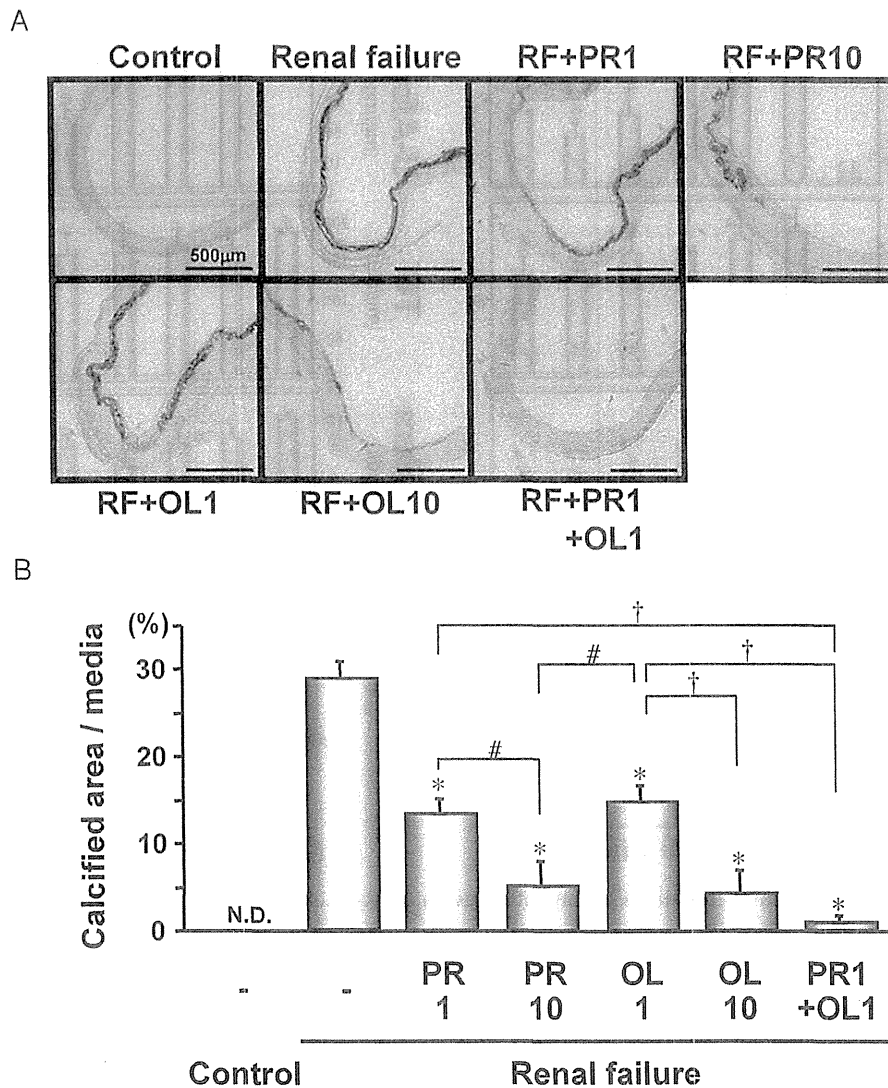 A
Control Renal failure RF+PR1 RF+PR10
500μm
RF+OL1 RF+OL10 RF+PR1
+OL1
B
(%)
Calcified area / media
30
20
10
0
† 
# †
†
#
* * * * *
N.D.
- - PR PR OL OL PR1
1 10 1 10 +OL1
Control Renal failure